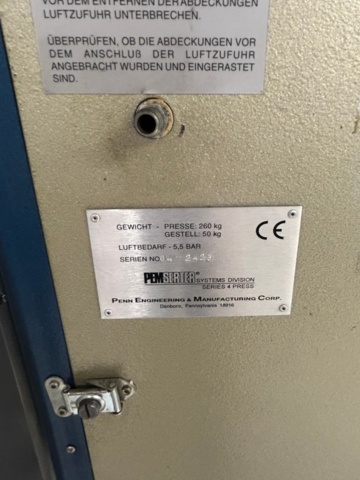 VOR DEM ENTFERNEN DER ABDECKUNGEN
LUFTZUFUHR UNTERBRECHEN.
ÜBERPRÜFEN, OB DIE ABDECKUNGEN VOR
DEM ANSCHLUß DER LUFTZUFUHR
ANGEBRACHT WURDEN UND EINGERASTET
SIND.
GEWICHT - PRESSE: 260 kg
GESTELL: 50 kg
CE
LUFTBEDARF - 5,5 BAR
SERIEN NO.
PEMSERTER® SYSTEMS DIVISION
SERIES 4 PRESS
PENN ENGINEERING & MANUFACTURING CORP.
Danboro, Pennsylvania 18916